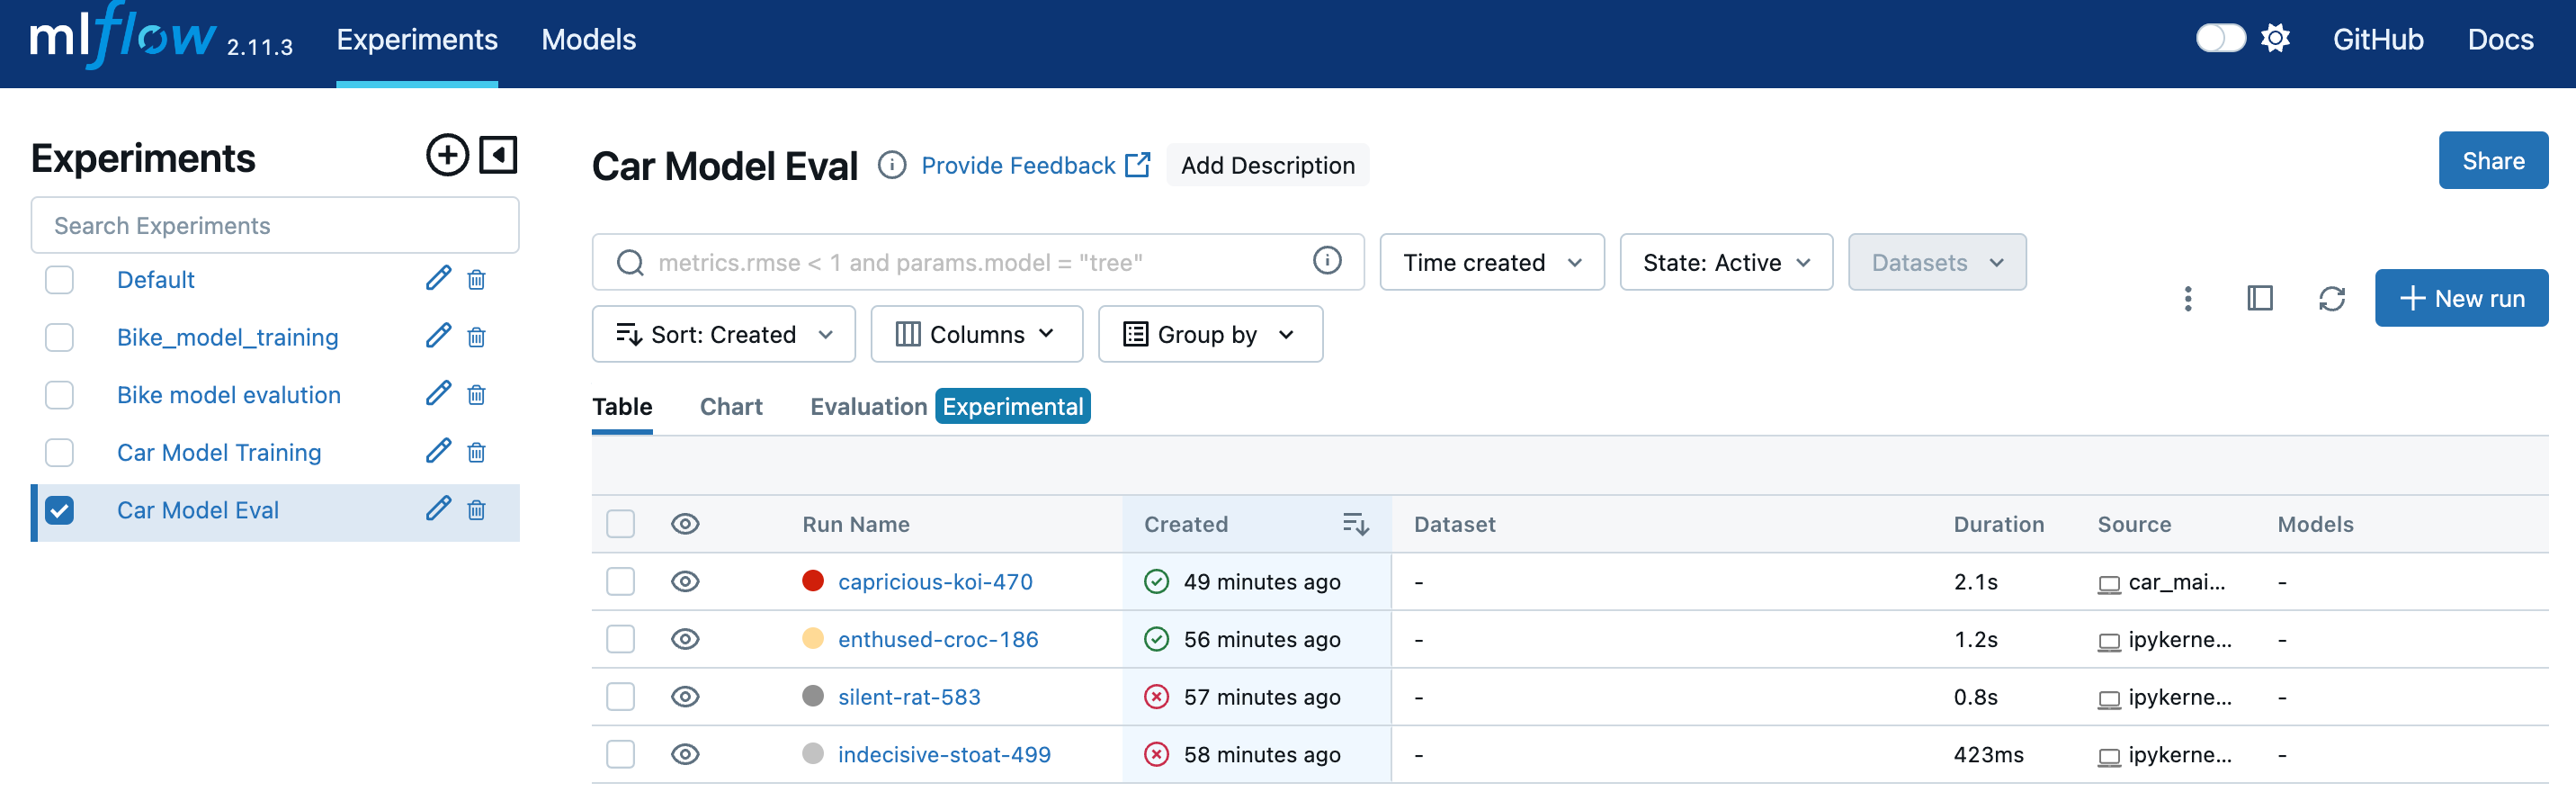 mlflow 2.11.3 Experiments Models GitHub Docs
Experiments
Search Experiments
Default
Bike_model_training
Bike model evalution
Car Model Training
Car Model Eval
Car Model Eval Provide Feedback Add Description Share
metrics.rmse < 1 and params.model = "tree" Time created State: Active Datasets
Sort: Created Columns Group by
New run
Table Chart Evaluation Experimental
Run Name Created Dataset Duration Source Models
capricious-koi-470 49 minutes ago - 2.1s car_mai... -
enthused-croc-186 56 minutes ago - 1.2s ipykerne... -
silent-rat-583 57 minutes ago - 0.8s ipykerne... -
indecisive-stoat-499 58 minutes ago - 423ms ipykerne... -